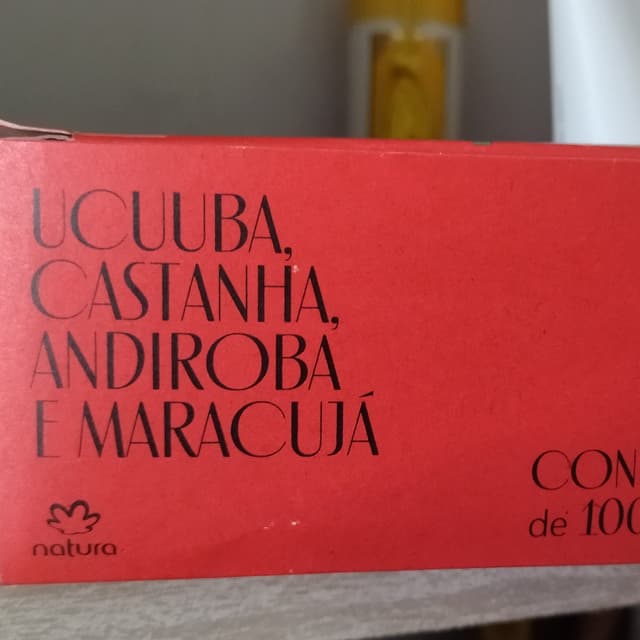 UCUUBA,
CASTANHA,
ANDIROBA
E MARACUJÁ
natura
CON
de 100